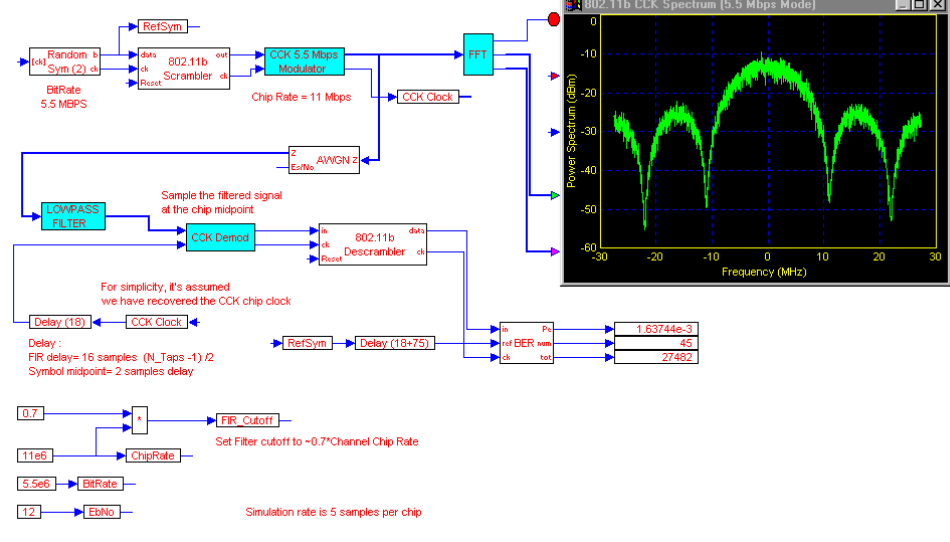 802.11b CCK Spectrum (5.5 Mbps Mode)
RefSym
[ck] Random b
Sym (2) ck
BitRate
5.5 MBPS
data out
802.11b
Scrambler
ck ck
Reset
CCK 5.5 Mbps
Modulator
Chip Rate = 11 Mbps
CCK Clock
FFT
0
-10
-20
-30
-40
-50
-60
Power Spectrum (dBm)
-30 -20 -10 0 10 20 30
Frequency (MHz)
z AWGN z
Es/No
LOWPASS
FILTER
Sample the filtered signal
at the chip midpoint
CCK Demod
in data
802.11b
ck
Descrambler
Reset ck
For simplicity, it's assumed
we have recovered the CCK chip clock
Delay (18)
CCK Clock
Delay :
FIR delay= 16 samples (N_Taps -1) /2
Symbol midpoint= 2 samples delay
RefSym
Delay (18+75)
in Pe
ref BER num
ck tot
1.63744e-3
45
27482
0.7
*
FIR_Cutoff
Set Filter cutoff to ~0.7*Channel Chip Rate
11e6
ChipRate
5.5e6
BitRate
12
EbNo
Simulation rate is 5 samples per chip